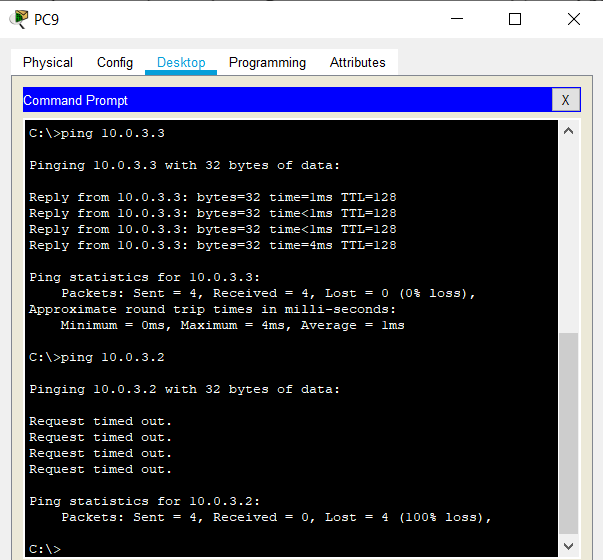 PC9
Physical Config Desktop Programming Attributes
Command Prompt X
C:\>ping 10.0.3.3
Pinging 10.0.3.3 with 32 bytes of data:
Reply from 10.0.3.3: bytes=32 time=1ms TTL=128
Reply from 10.0.3.3: bytes=32 time<1ms TTL=128
Reply from 10.0.3.3: bytes=32 time<1ms TTL=128
Reply from 10.0.3.3: bytes=32 time=4ms TTL=128
Ping statistics for 10.0.3.3:
Packets: Sent = 4, Received = 4, Lost = 0 (0% loss),
Approximate round trip times in milli-seconds:
Minimum = 0ms, Maximum = 4ms, Average = 1ms
C:\>ping 10.0.3.2
Pinging 10.0.3.2 with 32 bytes of data:
Request timed out.
Request timed out.
Request timed out.
Request timed out.
Ping statistics for 10.0.3.2:
Packets: Sent = 4, Received = 0, Lost = 4 (100% loss),
C:\>